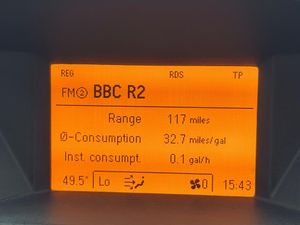 REG RDS TP
FM② BBC R2
Range 117 miles
Ø-Consumption 32.7 miles/gal
Inst. consumpt. 0.1 gal/h
49.5° Lo 0 15:43